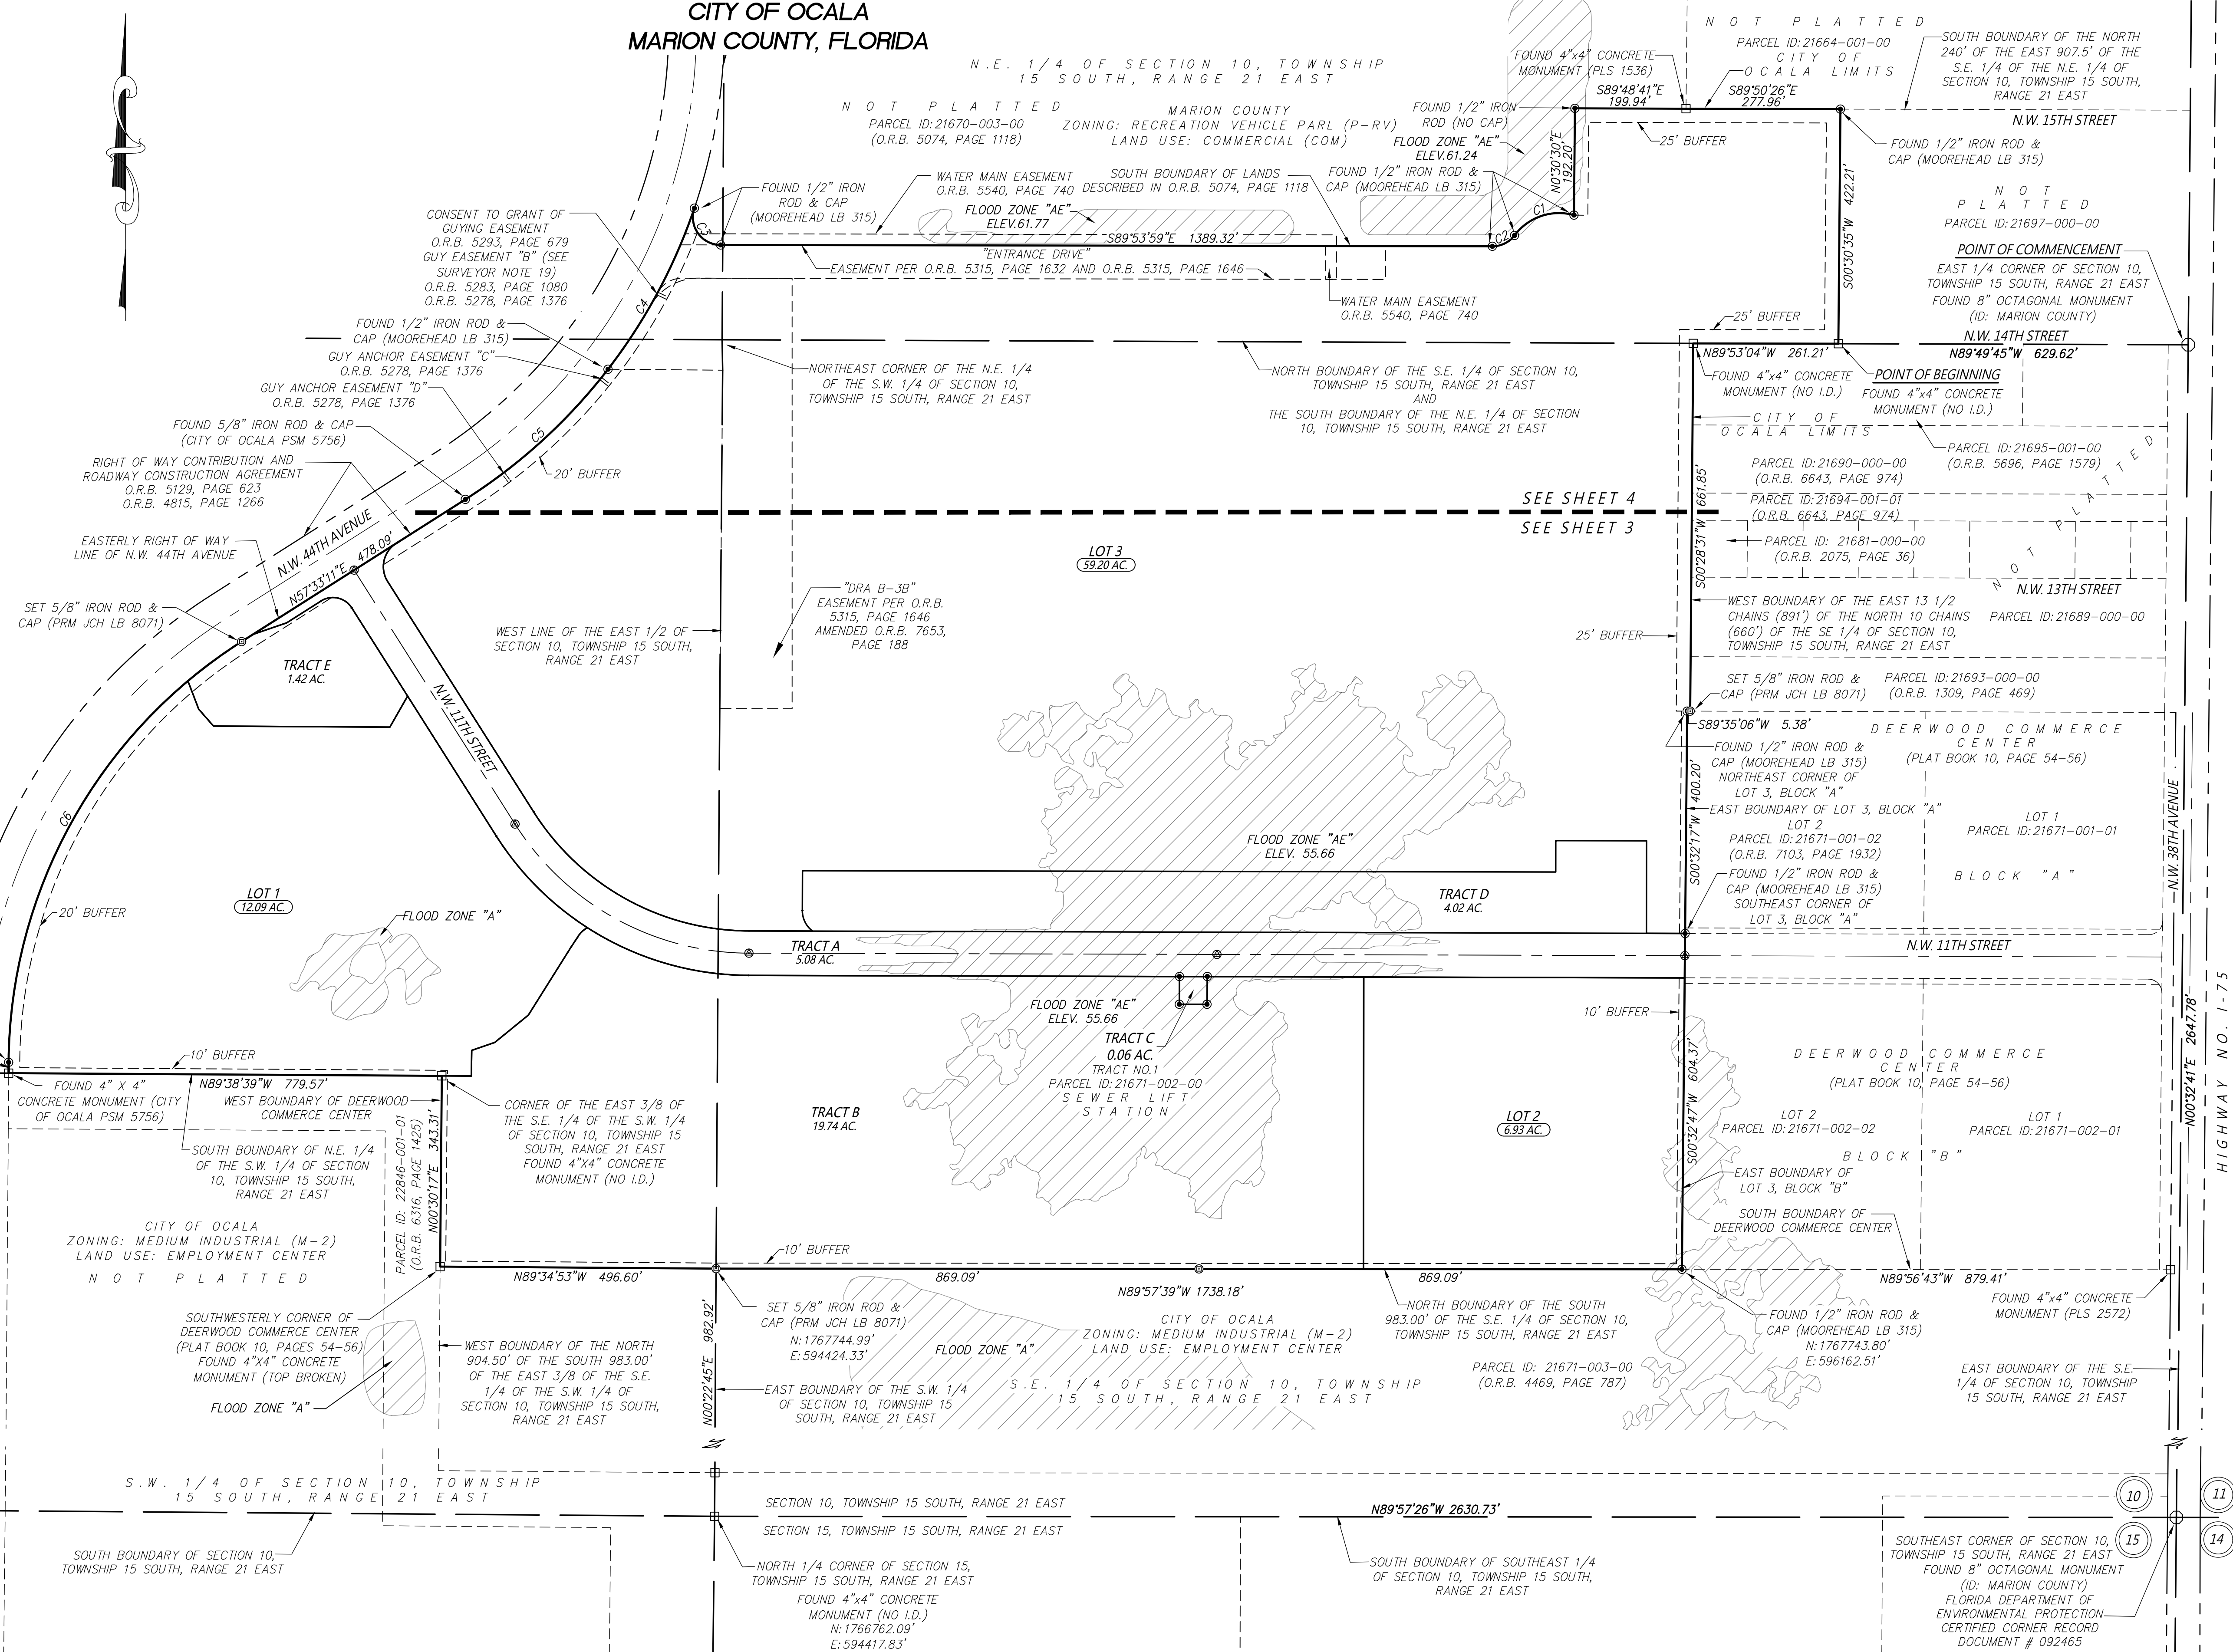 CITY OF OCALA
MARION COUNTY, FLORIDA
N.E. 1/4 OF SECTION 10, TOWNSHIP
15 SOUTH, RANGE 21 EAST
NOT PLATTED
PARCEL ID:21670-003-00
(O.R.B. 5074, PAGE 1118)
MARION COUNTY
ZONING: RECREATION VEHICLE PARL (P-RV)
LAND USE: COMMERCIAL (COM)
FOUND 4"x4" CONCRETE
MONUMENT (PLS 1536)
NOT PLATTED
PARCEL ID:21664-001-00
CITY OF
OCALA LIMITS
SOUTH BOUNDARY OF THE NORTH
240' OF THE EAST 907.5' OF THE
S.E. 1/4 OF THE N.E. 1/4 OF
SECTION 10, TOWNSHIP 15 SOUTH,
RANGE 21 EAST
S89°48'41"E
199.94'
S89°50'26"E
277.96'
N.W. 15TH STREET
FOUND 1/2" IRON
ROD (NO CAP)
FLOOD ZONE "AE"
ELEV.61.24
N0°30'30"E
192.20'
25' BUFFER
FOUND 1/2" IRON ROD &
CAP (MOOREHEAD LB 315)
FOUND 1/2" IRON ROD &
CAP (MOOREHEAD LB 315)
C1
C2
WATER MAIN EASEMENT
O.R.B. 5540, PAGE 740
SOUTH BOUNDARY OF LANDS
DESCRIBED IN O.R.B. 5074, PAGE 1118
FLOOD ZONE "AE"
ELEV.61.77
S89°53'59"E 1389.32'
"ENTRANCE DRIVE"
EASEMENT PER O.R.B. 5315, PAGE 1632 AND O.R.B. 5315, PAGE 1646
WATER MAIN EASEMENT
O.R.B. 5540, PAGE 740
FOUND 1/2" IRON
ROD & CAP
(MOOREHEAD LB 315)
C3
CONSENT TO GRANT OF
GUYING EASEMENT
O.R.B. 5293, PAGE 679
GUY EASEMENT "B" (SEE
SURVEYOR NOTE 19)
O.R.B. 5283, PAGE 1080
O.R.B. 5278, PAGE 1376
C4
FOUND 1/2" IRON ROD &
CAP (MOOREHEAD LB 315)
GUY ANCHOR EASEMENT "C"
O.R.B. 5278, PAGE 1376
GUY ANCHOR EASEMENT "D"
O.R.B. 5278, PAGE 1376
FOUND 5/8" IRON ROD & CAP
(CITY OF OCALA PSM 5756)
C5
20' BUFFER
RIGHT OF WAY CONTRIBUTION AND
ROADWAY CONSTRUCTION AGREEMENT
O.R.B. 5129, PAGE 623
O.R.B. 4815, PAGE 1266
EASTERLY RIGHT OF WAY
LINE OF N.W. 44TH AVENUE
N.W. 44TH AVENUE
N57°33'11"E 478.09'
SET 5/8" IRON ROD &
CAP (PRM JCH LB 8071)
TRACT E
1.42 AC.
N.W. 11TH STREET
NORTHEAST CORNER OF THE N.E. 1/4
OF THE S.W. 1/4 OF SECTION 10,
TOWNSHIP 15 SOUTH, RANGE 21 EAST
NORTH BOUNDARY OF THE S.E. 1/4 OF SECTION 10,
TOWNSHIP 15 SOUTH, RANGE 21 EAST
AND
THE SOUTH BOUNDARY OF THE N.E. 1/4 OF SECTION
10, TOWNSHIP 15 SOUTH, RANGE 21 EAST
S00°30'35"W 422.21'
NOT
PLATTED
PARCEL ID:21697-000-00
POINT OF COMMENCEMENT
EAST 1/4 CORNER OF SECTION 10,
TOWNSHIP 15 SOUTH, RANGE 21 EAST
FOUND 8" OCTAGONAL MONUMENT
(ID: MARION COUNTY)
25' BUFFER
N.W. 14TH STREET
N89°53'04"W 261.21'
N89°49'45"W 629.62'
FOUND 4"x4" CONCRETE
MONUMENT (NO I.D.)
POINT OF BEGINNING
FOUND 4"x4" CONCRETE
MONUMENT (NO I.D.)
CITY OF
OCALA LIMITS
PARCEL ID:21695-001-00
(O.R.B. 5696, PAGE 1579)
PARCEL ID:21690-000-00
(O.R.B. 6643, PAGE 974)
PARCEL ID:21694-001-01
(O.R.B. 6643, PAGE 974)
NOT PLATTED
PARCEL ID: 21681-000-00
(O.R.B. 2075, PAGE 36)
N.W. 13TH STREET
SEE SHEET 4
SEE SHEET 3
LOT 3
59.20 AC.
S00°28'31"W 661.85'
"DRA B-3B"
EASEMENT PER O.R.B.
5315, PAGE 1646
AMENDED O.R.B. 7653,
PAGE 188
WEST LINE OF THE EAST 1/2 OF
SECTION 10, TOWNSHIP 15 SOUTH,
RANGE 21 EAST
WEST BOUNDARY OF THE EAST 13 1/2
CHAINS (891') OF THE NORTH 10 CHAINS
(660') OF THE SE 1/4 OF SECTION 10,
TOWNSHIP 15 SOUTH, RANGE 21 EAST
PARCEL ID:21689-000-00
25' BUFFER
SET 5/8" IRON ROD &
CAP (PRM JCH LB 8071)
PARCEL ID:21693-000-00
(O.R.B. 1309, PAGE 469)
S89°35'06"W 5.38'
DEERWOOD COMMERCE
CENTER
(PLAT BOOK 10, PAGE 54-56)
FOUND 1/2" IRON ROD &
CAP (MOOREHEAD LB 315)
NORTHEAST CORNER OF
LOT 3, BLOCK "A"
EAST BOUNDARY OF LOT 3, BLOCK "A"
S00°32'17"W 400.20'
LOT 2
PARCEL ID:21671-001-02
(O.R.B. 7103, PAGE 1932)
LOT 1
PARCEL ID:21671-001-01
BLOCK "A"
FOUND 1/2" IRON ROD &
CAP (MOOREHEAD LB 315)
SOUTHEAST CORNER OF
LOT 3, BLOCK "A"
N.W. 38TH AVENUE
N.W. 11TH STREET
C6
LOT 1
12.09 AC.
20' BUFFER
FLOOD ZONE "A"
FLOOD ZONE "AE"
ELEV. 55.66
TRACT D
4.02 AC.
TRACT A
5.08 AC.
FLOOD ZONE "AE"
ELEV. 55.66
TRACT C
0.06 AC.
TRACT NO.1
PARCEL ID:21671-002-00
SEWER LIFT
STATION
10' BUFFER
DEERWOOD COMMERCE
CENTER
(PLAT BOOK 10, PAGE 54-56)
LOT 2
PARCEL ID:21671-002-02
LOT 1
PARCEL ID:21671-002-01
BLOCK "B"
EAST BOUNDARY OF
LOT 3, BLOCK "B"
S00°32'47"W 604.37'
N00°32'41"E 2647.78'
HIGHWAY NO. I-75
TRACT B
19.74 AC.
LOT 2
6.93 AC.
10' BUFFER
N89°38'39"W 779.57'
FOUND 4" X 4"
CONCRETE MONUMENT (CITY
OF OCALA PSM 5756)
WEST BOUNDARY OF DEERWOOD
COMMERCE CENTER
SOUTH BOUNDARY OF N.E. 1/4
OF THE S.W. 1/4 OF SECTION
10, TOWNSHIP 15 SOUTH,
RANGE 21 EAST
PARCEL ID: 22846-001-01
(O.R.B. 6316, PAGE 1425)
N00°30'17"E 343.31'
CORNER OF THE EAST 3/8 OF
THE S.E. 1/4 OF THE S.W. 1/4
OF SECTION 10, TOWNSHIP 15
SOUTH, RANGE 21 EAST
FOUND 4"X4" CONCRETE
MONUMENT (NO I.D.)
CITY OF OCALA
ZONING: MEDIUM INDUSTRIAL (M-2)
LAND USE: EMPLOYMENT CENTER
NOT PLATTED
SOUTHWESTERLY CORNER OF
DEERWOOD COMMERCE CENTER
(PLAT BOOK 10, PAGES 54-56)
FOUND 4"X4" CONCRETE
MONUMENT (TOP BROKEN)
FLOOD ZONE "A"
10' BUFFER
N89°34'53"W 496.60'
869.09'
N89°57'39"W 1738.18'
869.09'
SOUTH BOUNDARY OF
DEERWOOD COMMERCE CENTER
N89°56'43"W 879.41'
WEST BOUNDARY OF THE NORTH
904.50' OF THE SOUTH 983.00'
OF THE EAST 3/8 OF THE S.E.
1/4 OF THE S.W. 1/4 OF
SECTION 10, TOWNSHIP 15 SOUTH,
RANGE 21 EAST
N00°22'45"E 982.92'
SET 5/8" IRON ROD &
CAP (PRM JCH LB 8071)
N:1767744.99'
E:594424.33'
EAST BOUNDARY OF THE S.W. 1/4
OF SECTION 10, TOWNSHIP 15
SOUTH, RANGE 21 EAST
FLOOD ZONE "A"
CITY OF OCALA
ZONING: MEDIUM INDUSTRIAL (M-2)
LAND USE: EMPLOYMENT CENTER
S.E. 1/4 OF SECTION 10, TOWNSHIP
15 SOUTH, RANGE 21 EAST
NORTH BOUNDARY OF THE SOUTH
983.00' OF THE S.E. 1/4 OF SECTION 10,
TOWNSHIP 15 SOUTH, RANGE 21 EAST
PARCEL ID: 21671-003-00
(O.R.B. 4469, PAGE 787)
FOUND 1/2" IRON ROD &
CAP (MOOREHEAD LB 315)
N:1767743.80'
E:596162.51'
FOUND 4"x4" CONCRETE
MONUMENT (PLS 2572)
EAST BOUNDARY OF THE S.E.
1/4 OF SECTION 10, TOWNSHIP
15 SOUTH, RANGE 21 EAST
S.W. 1/4 OF SECTION 10, TOWNSHIP
15 SOUTH, RANGE 21 EAST
SECTION 10, TOWNSHIP 15 SOUTH, RANGE 21 EAST
SECTION 15, TOWNSHIP 15 SOUTH, RANGE 21 EAST
N89°57'26"W 2630.73'
10
11
15
14
SOUTH BOUNDARY OF SECTION 10,
TOWNSHIP 15 SOUTH, RANGE 21 EAST
NORTH 1/4 CORNER OF SECTION 15,
TOWNSHIP 15 SOUTH, RANGE 21 EAST
FOUND 4"x4" CONCRETE
MONUMENT (NO I.D.)
N:1766762.09'
E:594417.83'
SOUTH BOUNDARY OF SOUTHEAST 1/4
OF SECTION 10, TOWNSHIP 15 SOUTH,
RANGE 21 EAST
SOUTHEAST CORNER OF SECTION 10,
TOWNSHIP 15 SOUTH, RANGE 21 EAST
FOUND 8" OCTAGONAL MONUMENT
(ID: MARION COUNTY)
FLORIDA DEPARTMENT OF
ENVIRONMENTAL PROTECTION
CERTIFIED CORNER RECORD
DOCUMENT # 092465